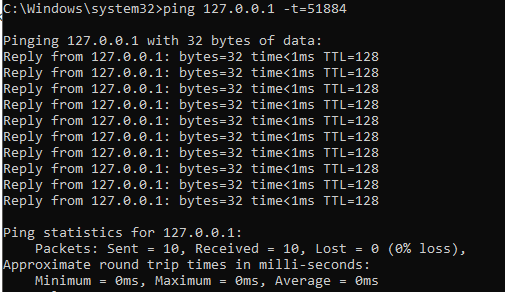 C:\Windows\system32>ping 127.0.0.1 -t=51884
Pinging 127.0.0.1 with 32 bytes of data:
Reply from 127.0.0.1: bytes=32 time<1ms TTL=128
Reply from 127.0.0.1: bytes=32 time<1ms TTL=128
Reply from 127.0.0.1: bytes=32 time<1ms TTL=128
Reply from 127.0.0.1: bytes=32 time<1ms TTL=128
Reply from 127.0.0.1: bytes=32 time<1ms TTL=128
Reply from 127.0.0.1: bytes=32 time<1ms TTL=128
Reply from 127.0.0.1: bytes=32 time<1ms TTL=128
Reply from 127.0.0.1: bytes=32 time<1ms TTL=128
Reply from 127.0.0.1: bytes=32 time<1ms TTL=128
Reply from 127.0.0.1: bytes=32 time<1ms TTL=128
Ping statistics for 127.0.0.1:
    Packets: Sent = 10, Received = 10, Lost = 0 (0% loss),
Approximate round trip times in milli-seconds:
    Minimum = 0ms, Maximum = 0ms, Average = 0ms